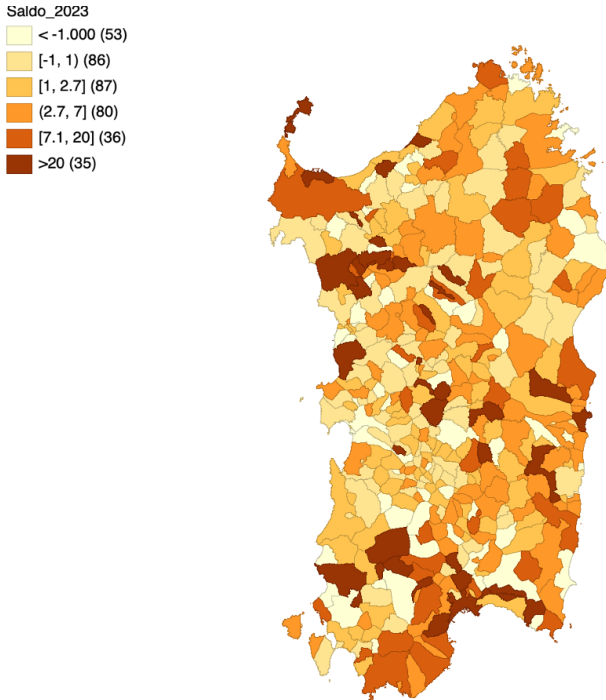 Saldo_2023
< -1.000 (53)
[-1, 1) (86)
[1, 2.7] (87)
(2.7, 7] (80)
[7.1, 20] (36)
>20 (35)